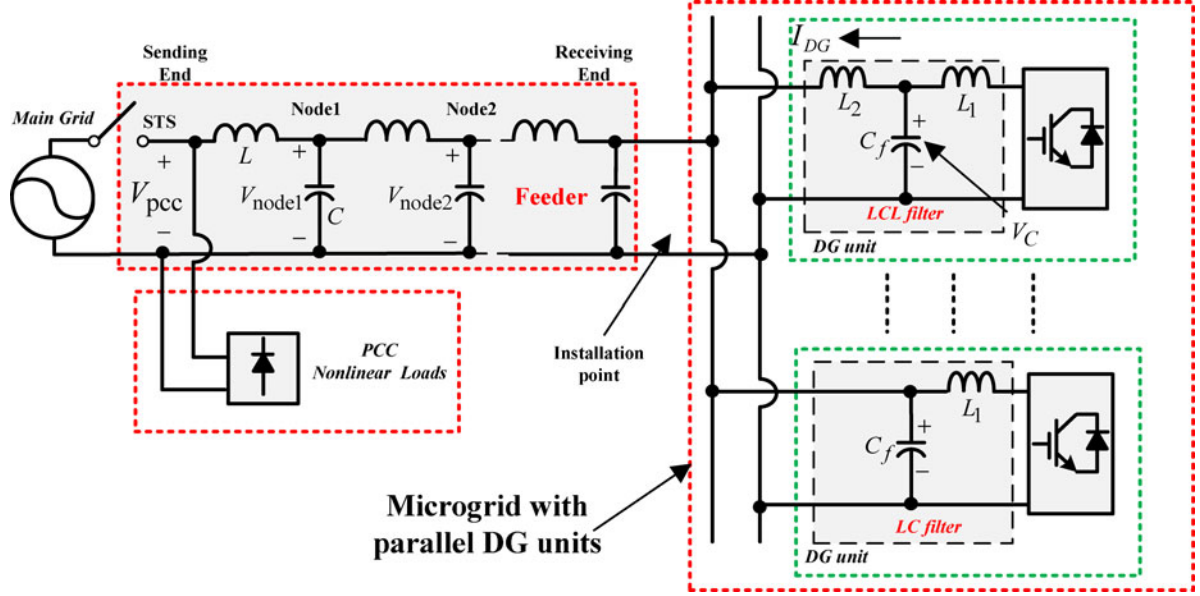 Sending
End
Receiving
End
Main Grid
STS
Node1
Node2
L
+
+
+
V_pcc
V_node1
C
V_node2
Feeder
−
−
−
PCC
Nonlinear Loads
Installation
point
Microgrid with
parallel DG units
I_DG
L_2
L_1
C_f
+
−
LCL filter
V_C
DG unit
L_1
C_f
+
−
LC filter
DG unit